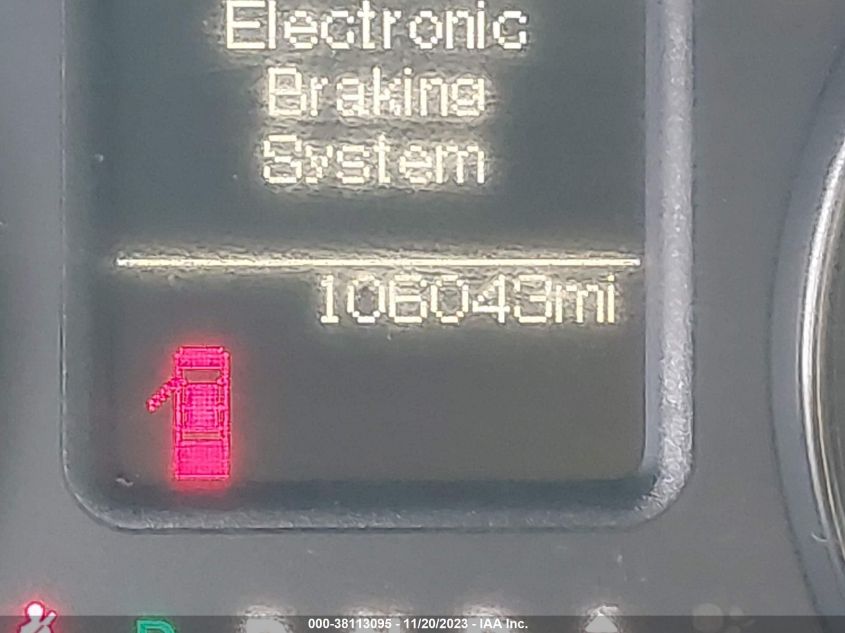 Electronic
Braking
System
106043mi
P
000-38113095 - 11/20/2023 - IAA Inc.